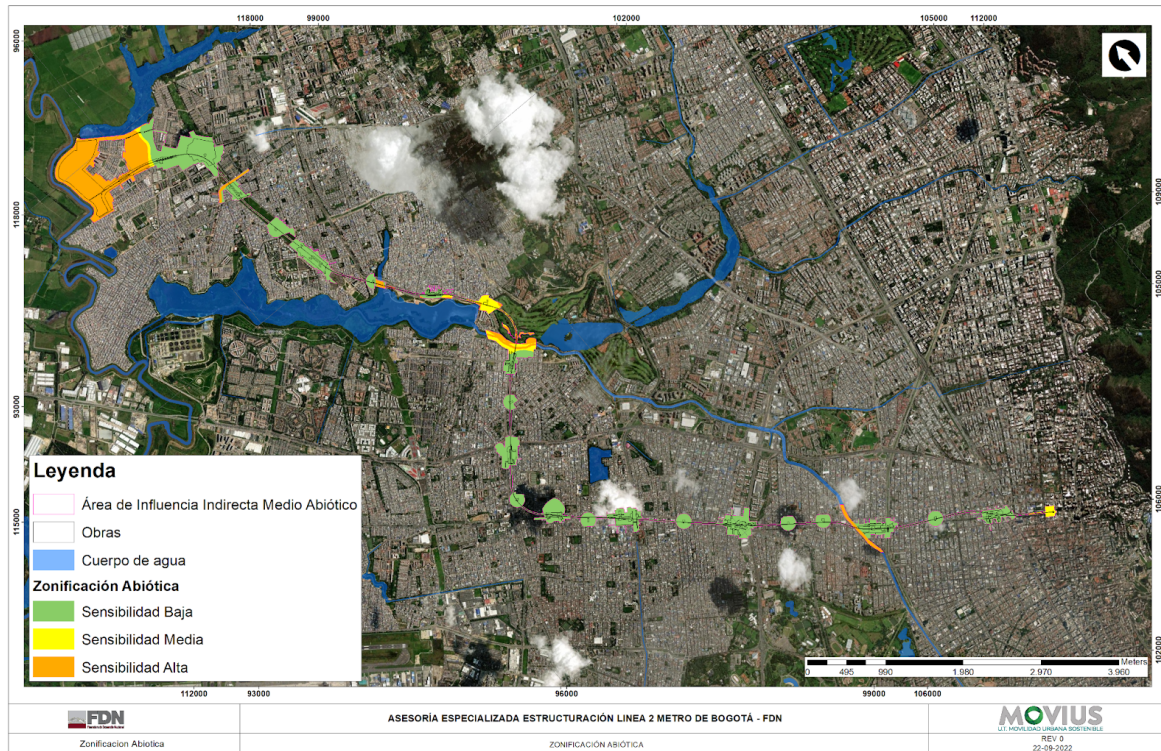 118000 99000 102000 105000 112000
96000
118000
93000
115000
109000
105000
106000
102000
Leyenda
Área de Influencia Indirecta Medio Abiótico
Obras
Cuerpo de agua
Zonificación Abiótica
Sensibilidad Baja
Sensibilidad Media
Sensibilidad Alta
Meters
0 495 990 1.980 2.970 3.960
112000 93000 96000 99000 106000
FDN
Zonificacion Abiotica
ASESORÍA ESPECIALIZADA ESTRUCTURACIÓN LINEA 2 METRO DE BOGOTÁ - FDN
ZONIFICACIÓN ABIÓTICA
MOVIUS
U.T. MOVILIDAD URBANA SOSTENIBLE
REV 0
22-09-2022